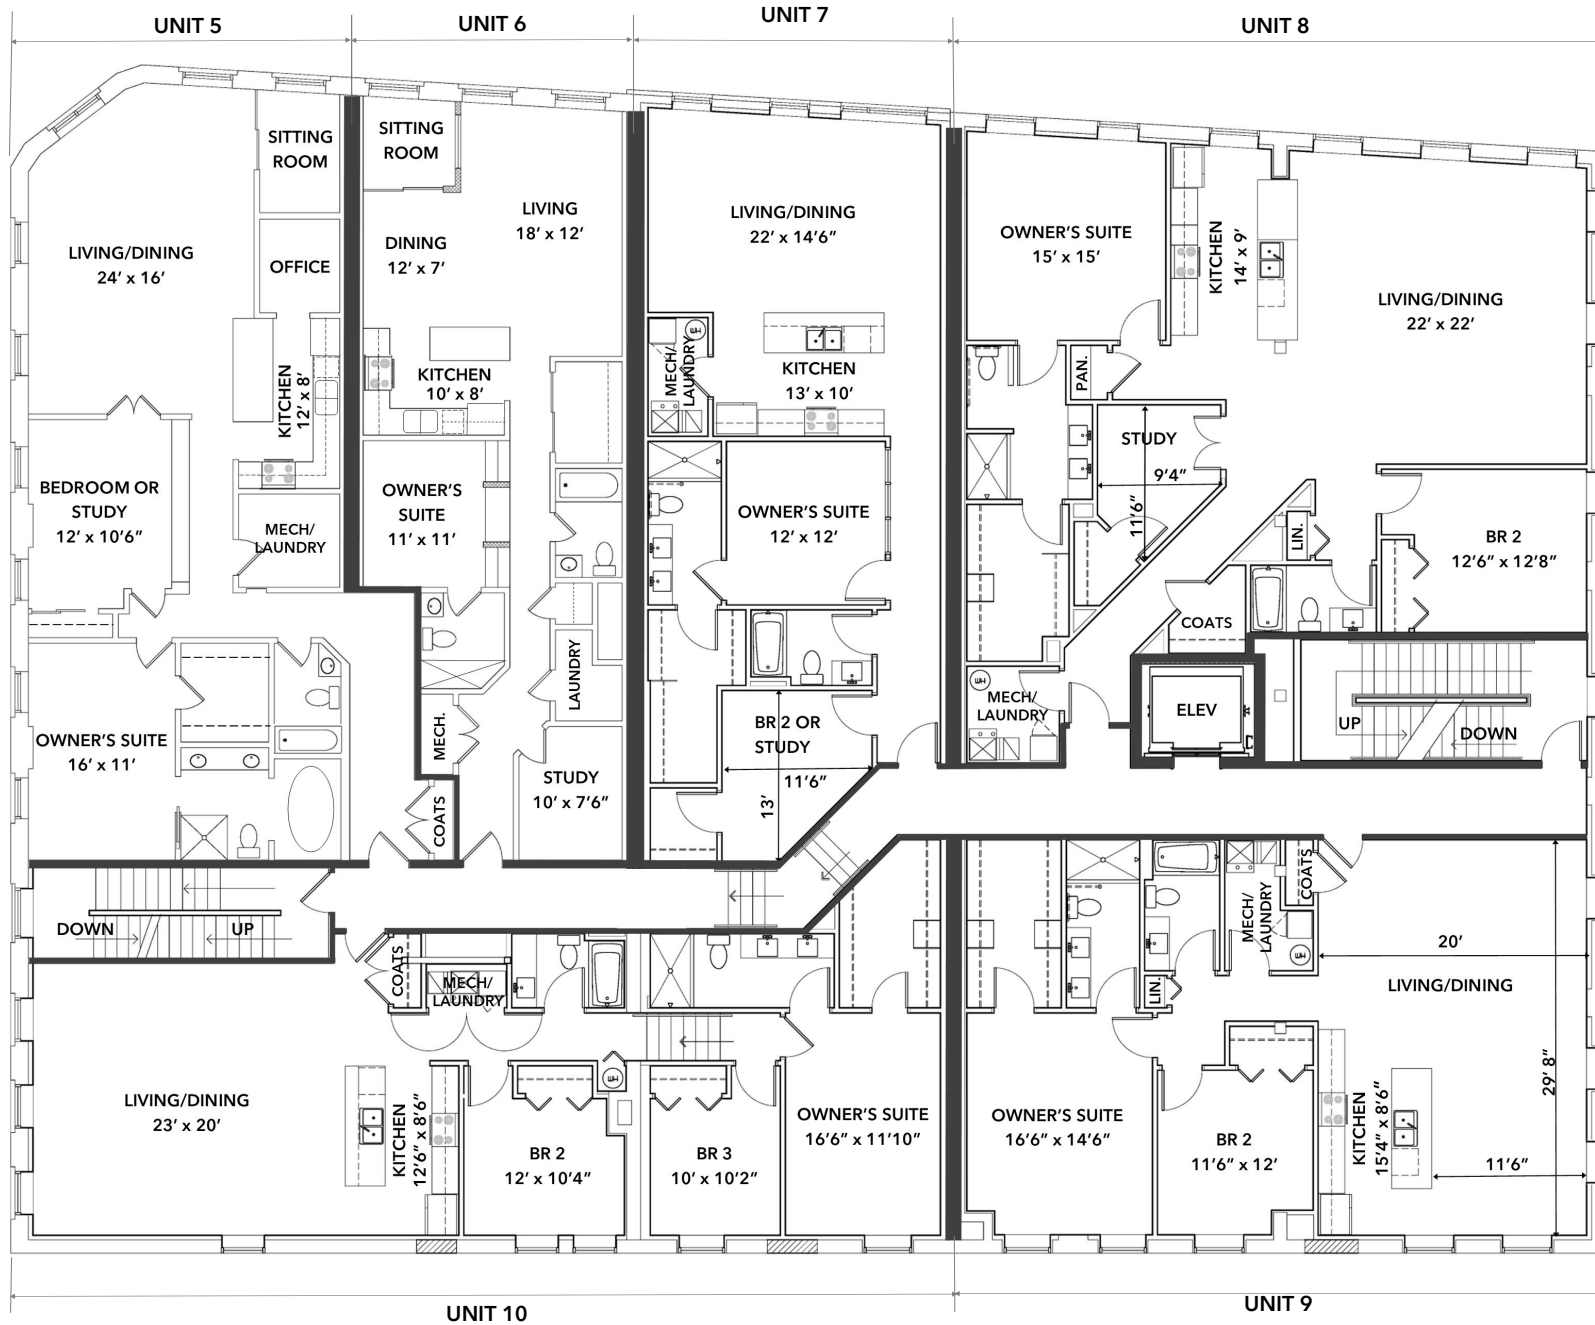 UNIT 5
UNIT 6
UNIT 7
UNIT 8
SITTING
ROOM
LIVING/DINING
24’ x 16’
OFFICE
KITCHEN
12’ x 8’
BEDROOM OR
STUDY
12’ x 10’6”
MECH/
LAUNDRY
OWNER’S SUITE
16’ x 11’
SITTING
ROOM
LIVING
18’ x 12’
DINING
12’ x 7’
KITCHEN
10’ x 8’
OWNER’S
SUITE
11’ x 11’
LAUNDRY
MECH.
COATS
STUDY
10’ x 7’6”
LIVING/DINING
22’ x 14’6”
WH
MECH/
LAUNDRY
KITCHEN
13’ x 10’
OWNER’S SUITE
12’ x 12’
BR 2 OR
STUDY
11’6”
13’
OWNER’S SUITE
15’ x 15’
KITCHEN
14’ x 9’
LIVING/DINING
22’ x 22’
PAN.
STUDY
9’4”
11’6”
LIN.
BR 2
12’6” x 12’8”
COATS
WH
MECH/
LAUNDRY
ELEV
UP
DOWN
DOWN
UP
COATS
MECH/
LAUNDRY
LIVING/DINING
23’ x 20’
KITCHEN
12’6” x 8’6”
WH
BR 2
12’ x 10’4”
BR 3
10’ x 10’2”
OWNER’S SUITE
16’6” x 11’10”
COATS
MECH/
LAUNDRY
WH
LIN.
20’
LIVING/DINING
29’ 8”
OWNER’S SUITE
16’6” x 14’6”
BR 2
11’6” x 12’
KITCHEN
15’4” x 8’6”
11’6”
UNIT 10
UNIT 9